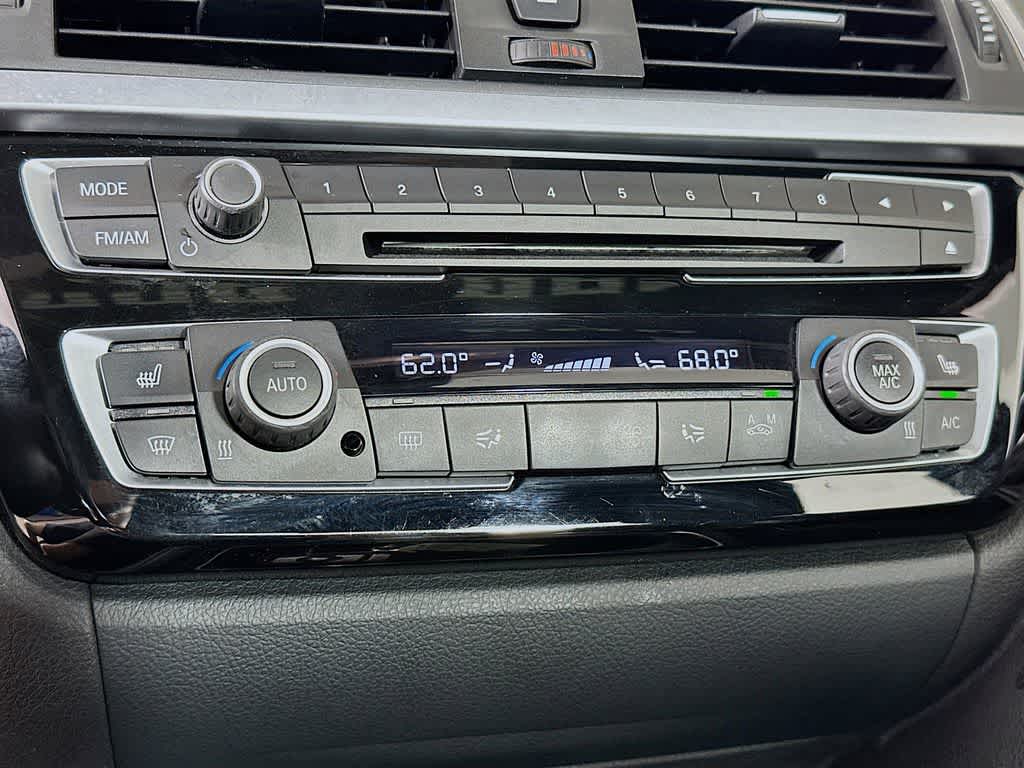 MODE
1 2 3 4 5 6 7 8
FM/AM
62.0° 68.0°
AUTO
MAX
A/C
A M
A/C